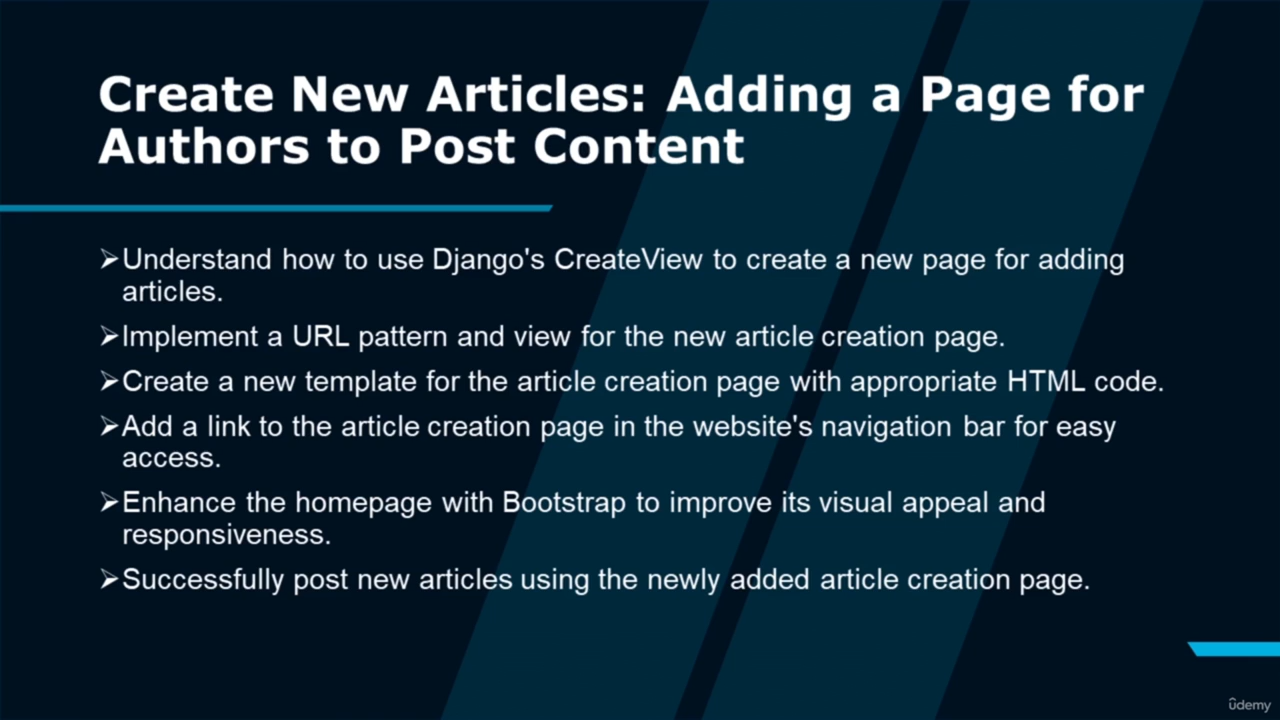 Create New Articles: Adding a Page for
Authors to Post Content
➢Understand how to use Django's CreateView to create a new page for adding
articles.
➢Implement a URL pattern and view for the new article creation page.
➢Create a new template for the article creation page with appropriate HTML code.
➢Add a link to the article creation page in the website's navigation bar for easy
access.
➢Enhance the homepage with Bootstrap to improve its visual appeal and
responsiveness.
➢Successfully post new articles using the newly added article creation page.
ûdemy